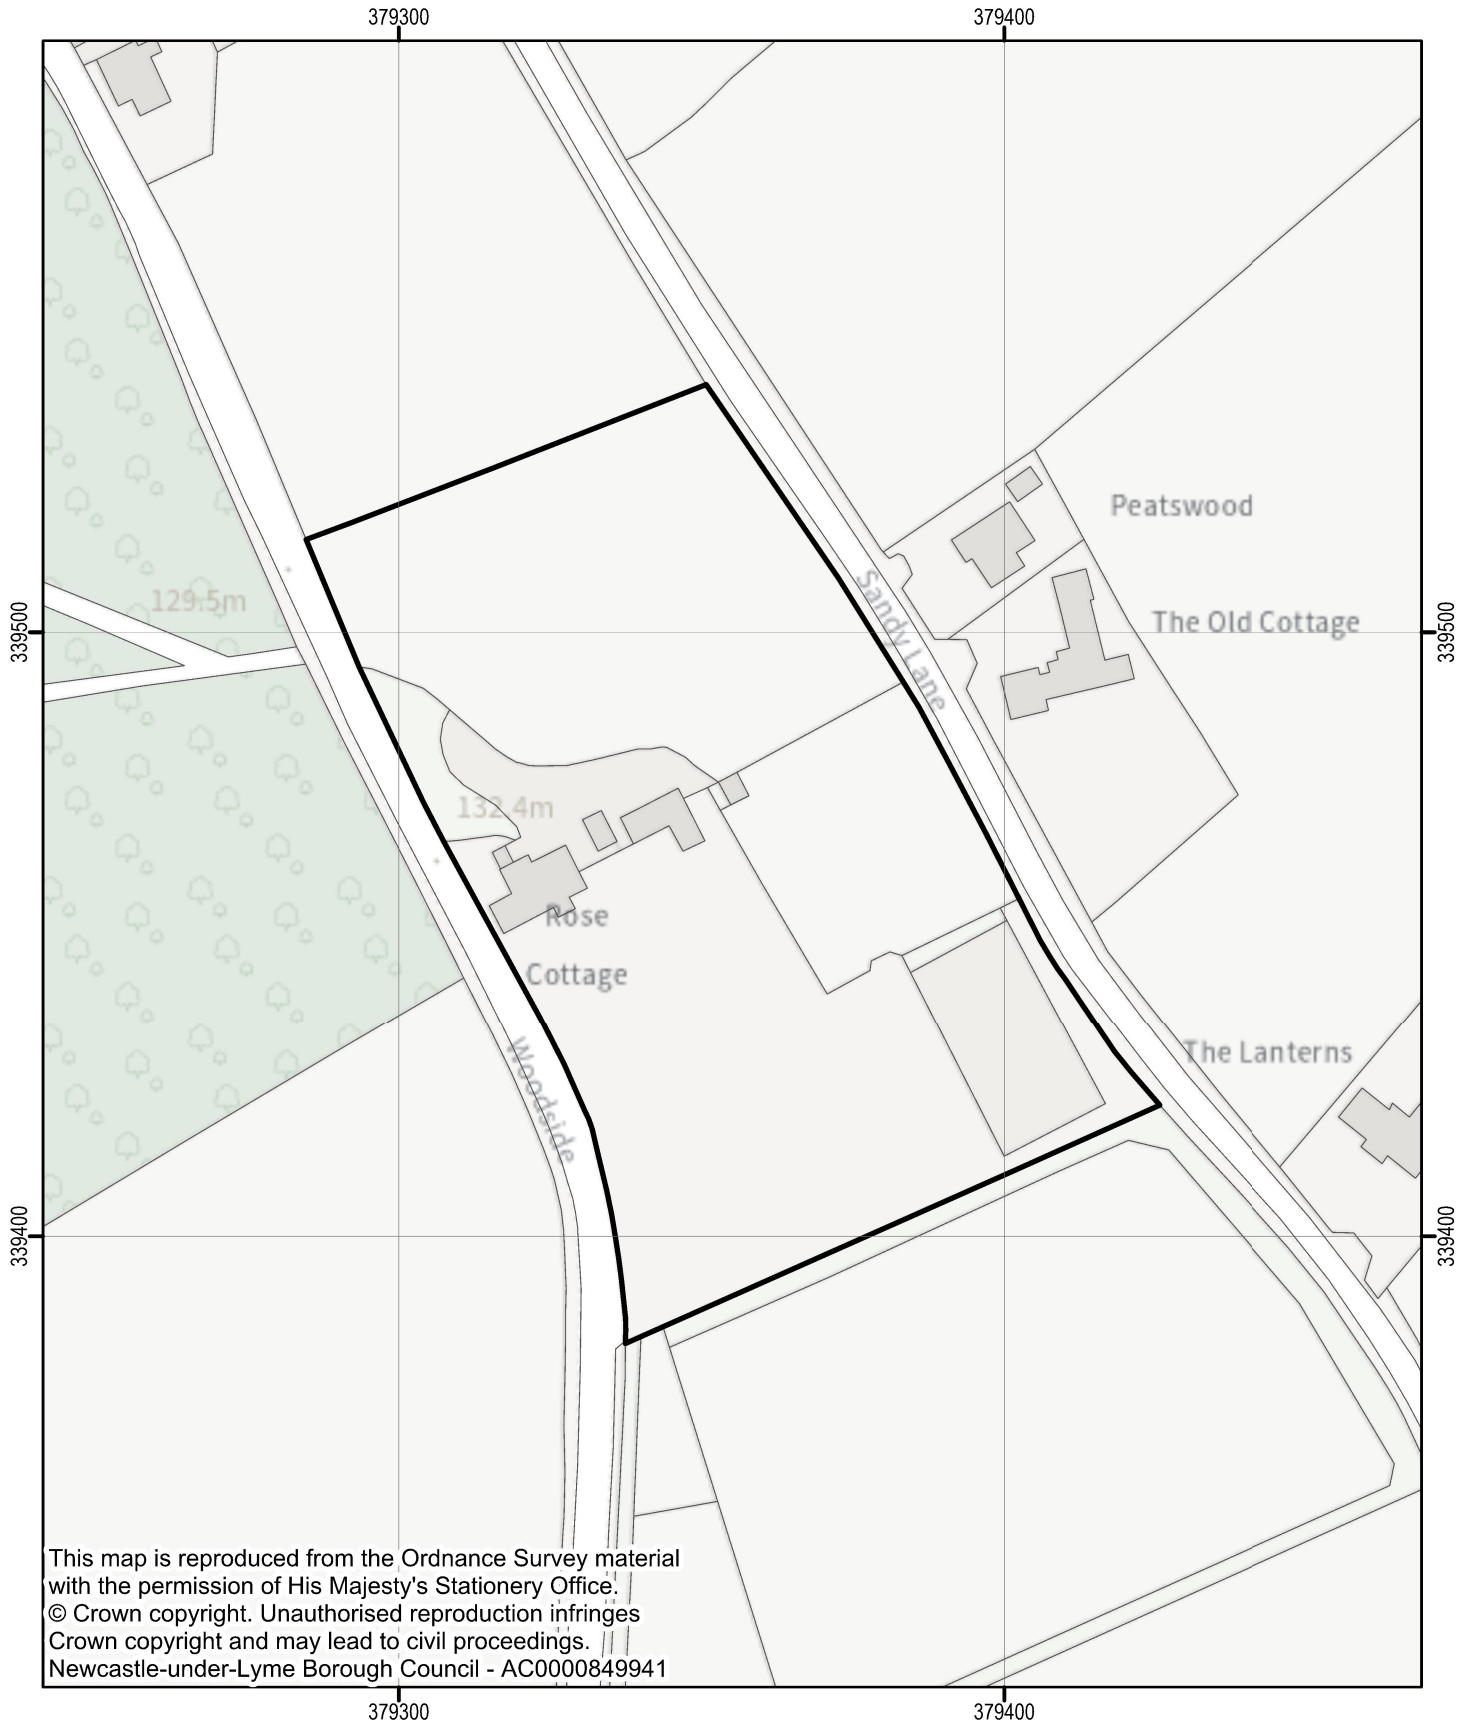 379300
379400
Peatswood
339500
129.5m
Sandy Lane
The Old Cottage
339500
132.4m
Rose
Cottage
Woodside
The Lanterns
339400
339400
This map is reproduced from the Ordnance Survey material
with the permission of His Majesty's Stationery Office.
© Crown copyright. Unauthorised reproduction infringes
Crown copyright and may lead to civil proceedings.
Newcastle-under-Lyme Borough Council - AC0000849941
379300
379400